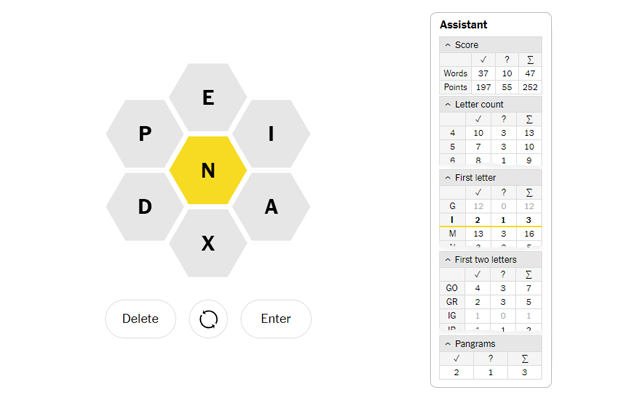 E
P
I
N
D
A
X
Delete
Enter
Assistant
Score
✓ ? Σ
Words 37 10 47
Points 197 55 252
Letter count
✓ ? Σ
4 10 3 13
5 7 3 10
6 8 1 9
First letter
✓ ? Σ
G 12 0 12
I 2 1 3
M 13 3 16
First two letters
✓ ? Σ
GO 4 3 7
GR 2 3 5
IG 1 0 1
Pangrams
✓ ? Σ
2 1 3